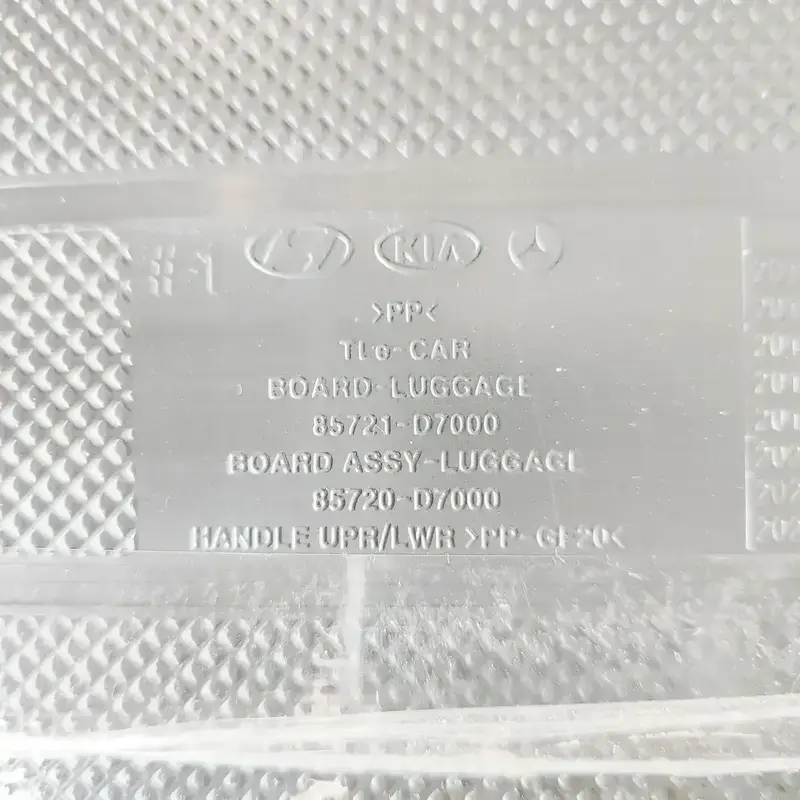 #1 KIA
>PP<
TLe-CAR
BOARD-LUGGAGE
85721-D7000
BOARD ASSY-LUGGAGE
85720-D7000
HANDLE UPR/LWR >PP-GF20<